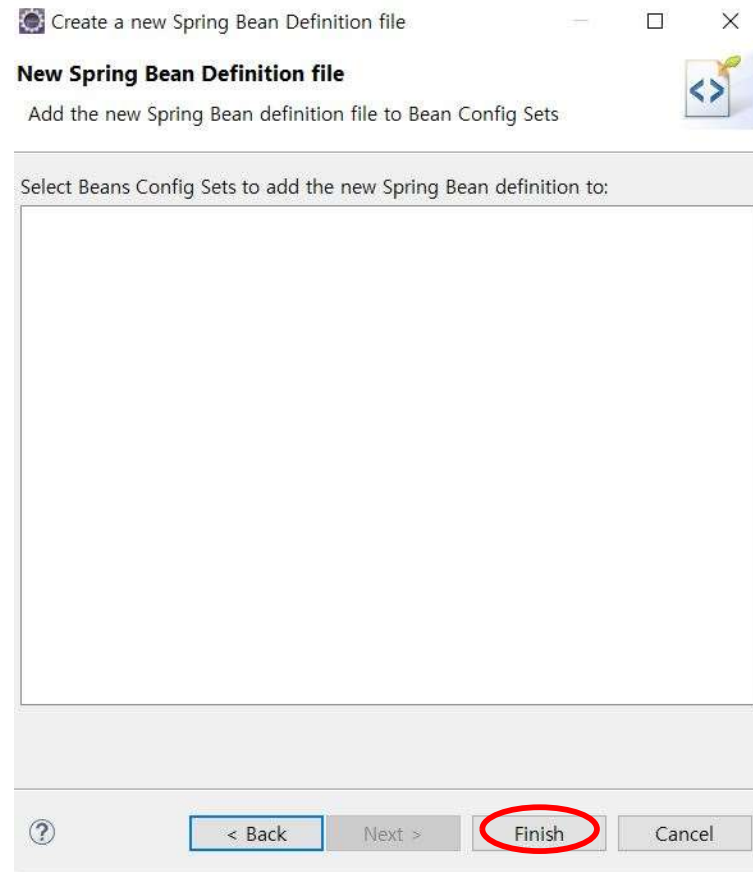 Create a new Spring Bean Definition file
New Spring Bean Definition file
Add the new Spring Bean definition file to Bean Config Sets
Select Beans Config Sets to add the new Spring Bean definition to:
< Back Next > Finish Cancel